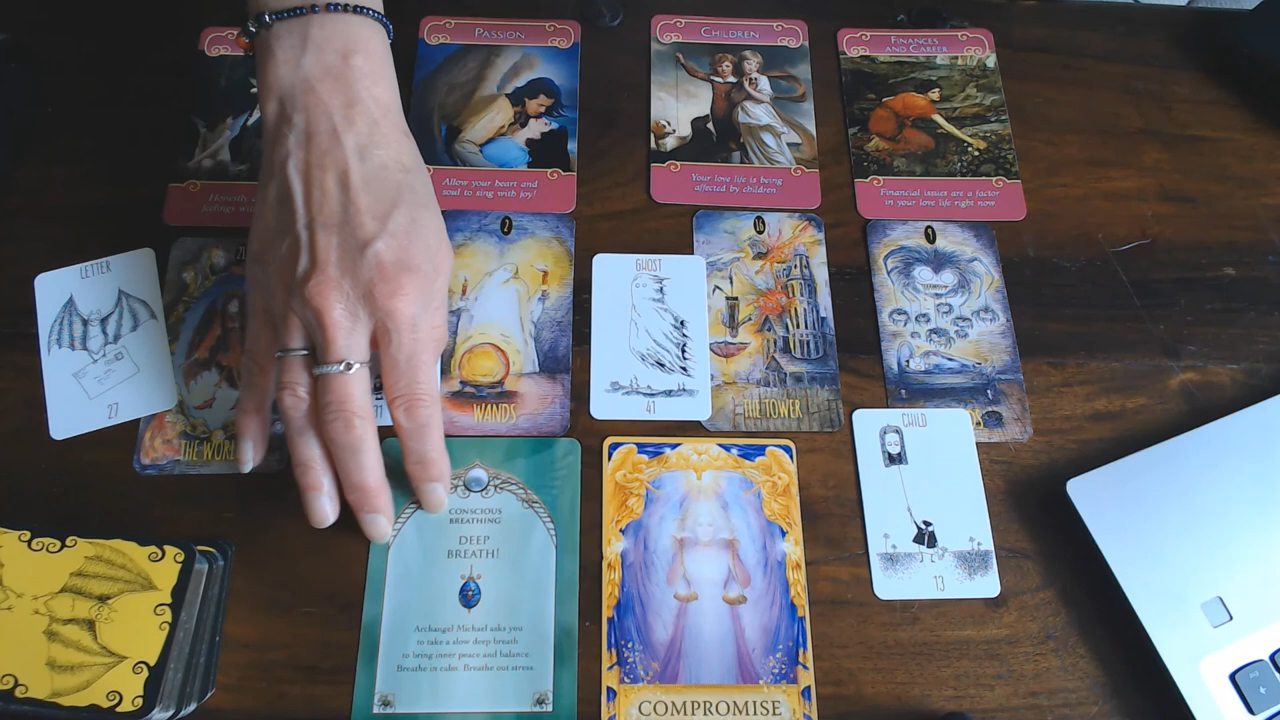 PASSION
CHILDREN
FINANCES
AND CAREER
Honestly
feelings
Allow your heart and
soul to sing with joy!
Your love life is being
affected by children.
Financial issues are a factor
in your love life right now
LETTER
27
21
THE
2
WANDS
GHOST
41
16
THE TOWER
9
CHILD
13
CONSCIOUS
BREATHING
DEEP
BREATH!
Archangel Michael asks you
to take a slow deep breath
to bring inner peace and balance.
Breathe in calm. Breathe out stress.
COMPROMISE